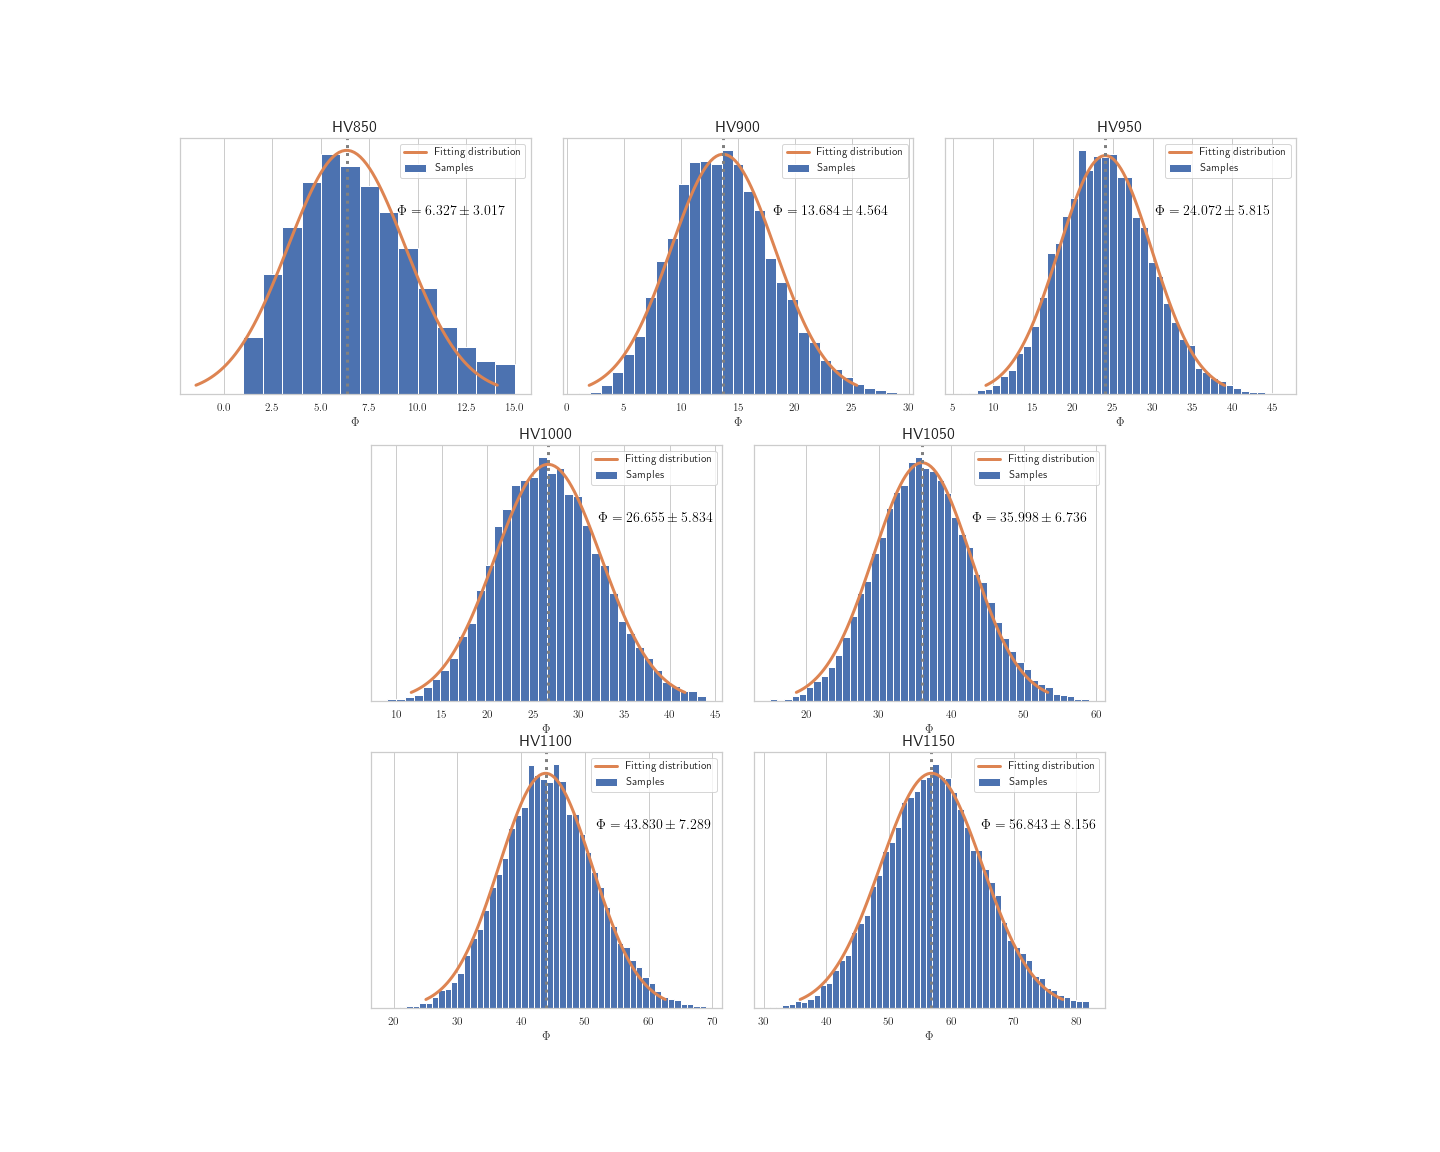 HV850
Fitting distribution
Samples
Φ = 6.327 ± 3.017
0.0 2.5 5.0 7.5 10.0 12.5 15.0
Φ
HV900
Fitting distribution
Samples
Φ = 13.684 ± 4.564
0 5 10 15 20 25 30
Φ
HV950
Fitting distribution
Samples
Φ = 24.072 ± 5.815
5 10 15 20 25 30 35 40 45
Φ
HV1000
Fitting distribution
Samples
Φ = 26.655 ± 5.834
10 15 20 25 30 35 40 45
Φ
HV1050
Fitting distribution
Samples
Φ = 35.998 ± 6.736
20 30 40 50 60
Φ
HV1100
Fitting distribution
Samples
Φ = 43.830 ± 7.289
20 30 40 50 60 70
Φ
HV1150
Fitting distribution
Samples
Φ = 56.843 ± 8.156
30 40 50 60 70 80
Φ